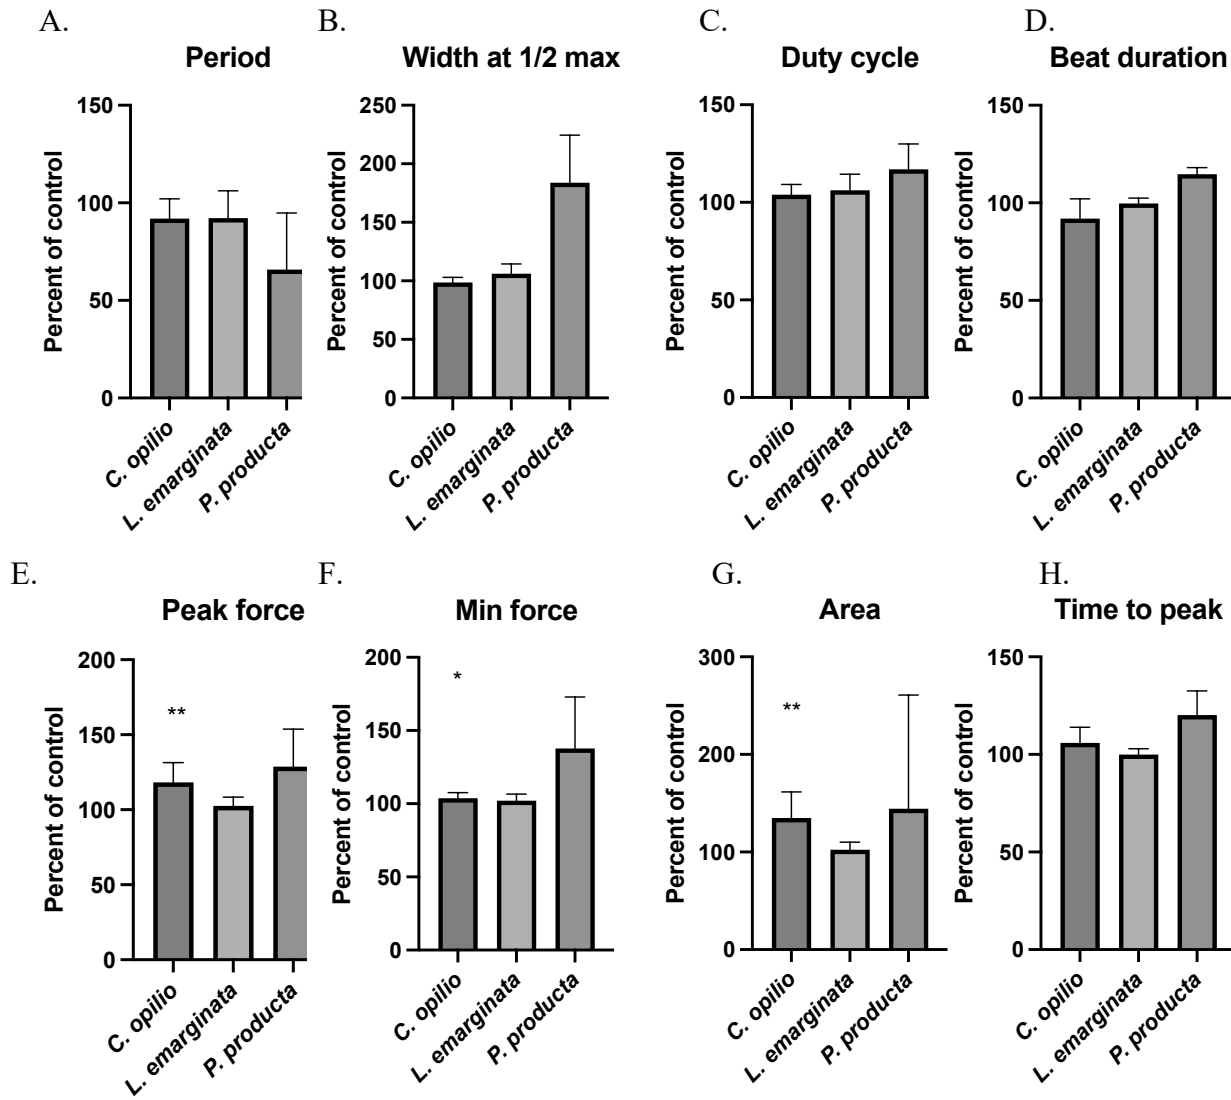 A.
Period
Percent of control
150
100
50
0
C. opilio
L. emarginata
P. producta
B.
Width at 1/2 max
Percent of control
250
200
150
100
50
0
C. opilio
L. emarginata
P. producta
C.
Duty cycle
Percent of control
150
100
50
0
C. opilio
L. emarginata
P. producta
D.
Beat duration
Percent of control
150
100
50
0
C. opilio
L. emarginata
P. producta
E.
Peak force
Percent of control
200
150
100
50
0
**
C. opilio
L. emarginata
P. producta
F.
Min force
Percent of control
200
150
100
50
0
*
C. opilio
L. emarginata
P. producta
G.
Area
Percent of control
300
200
100
0
**
C. opilio
L. emarginata
P. producta
H.
Time to peak
Percent of control
150
100
50
0
C. opilio
L. emarginata
P. producta